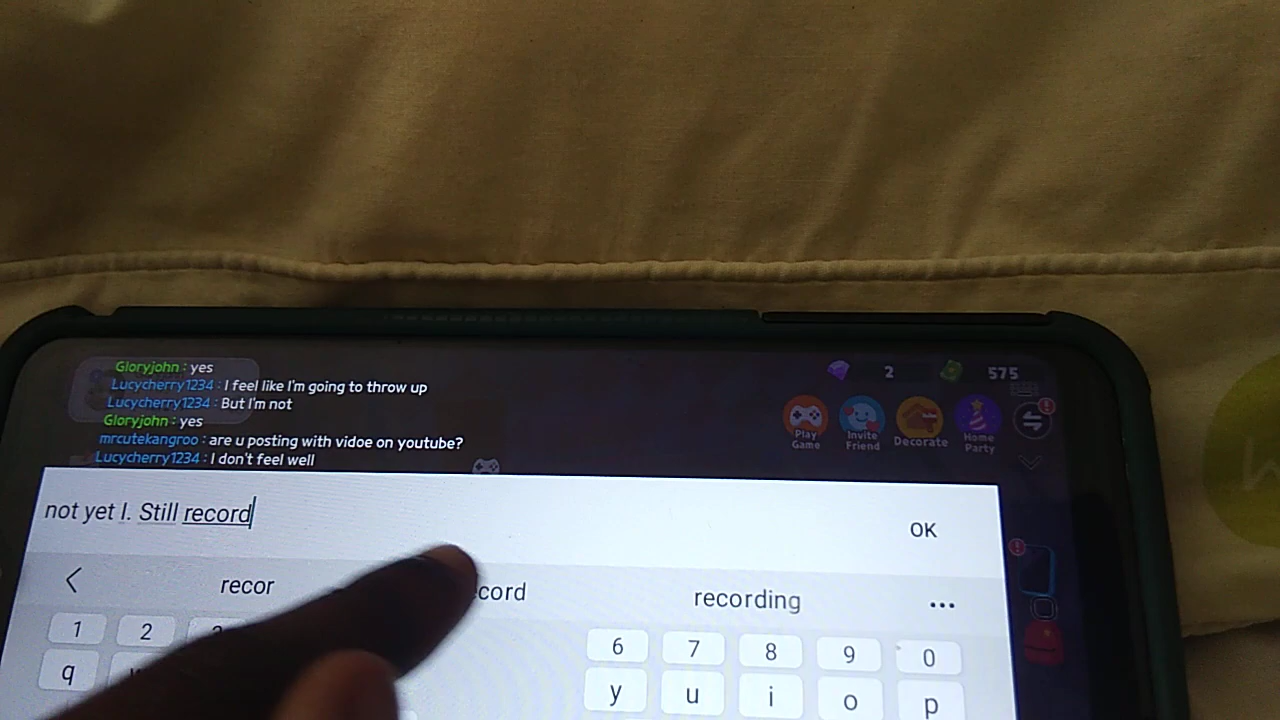 Gloryjohn : yes
Lucycherry1234 : I feel like I'm going to throw up
Lucycherry1234 : But I'm not
Gloryjohn : yes
mrcutekangroo : are u posting with vidoe on youtube?
Lucycherry1234 : I don't feel well
2 575
Play Game
Invite Friend
Decorate
Home Party
not yet I. Still record
OK
recor cord recording
1 2 6 7 8 9 0
q y u i o p